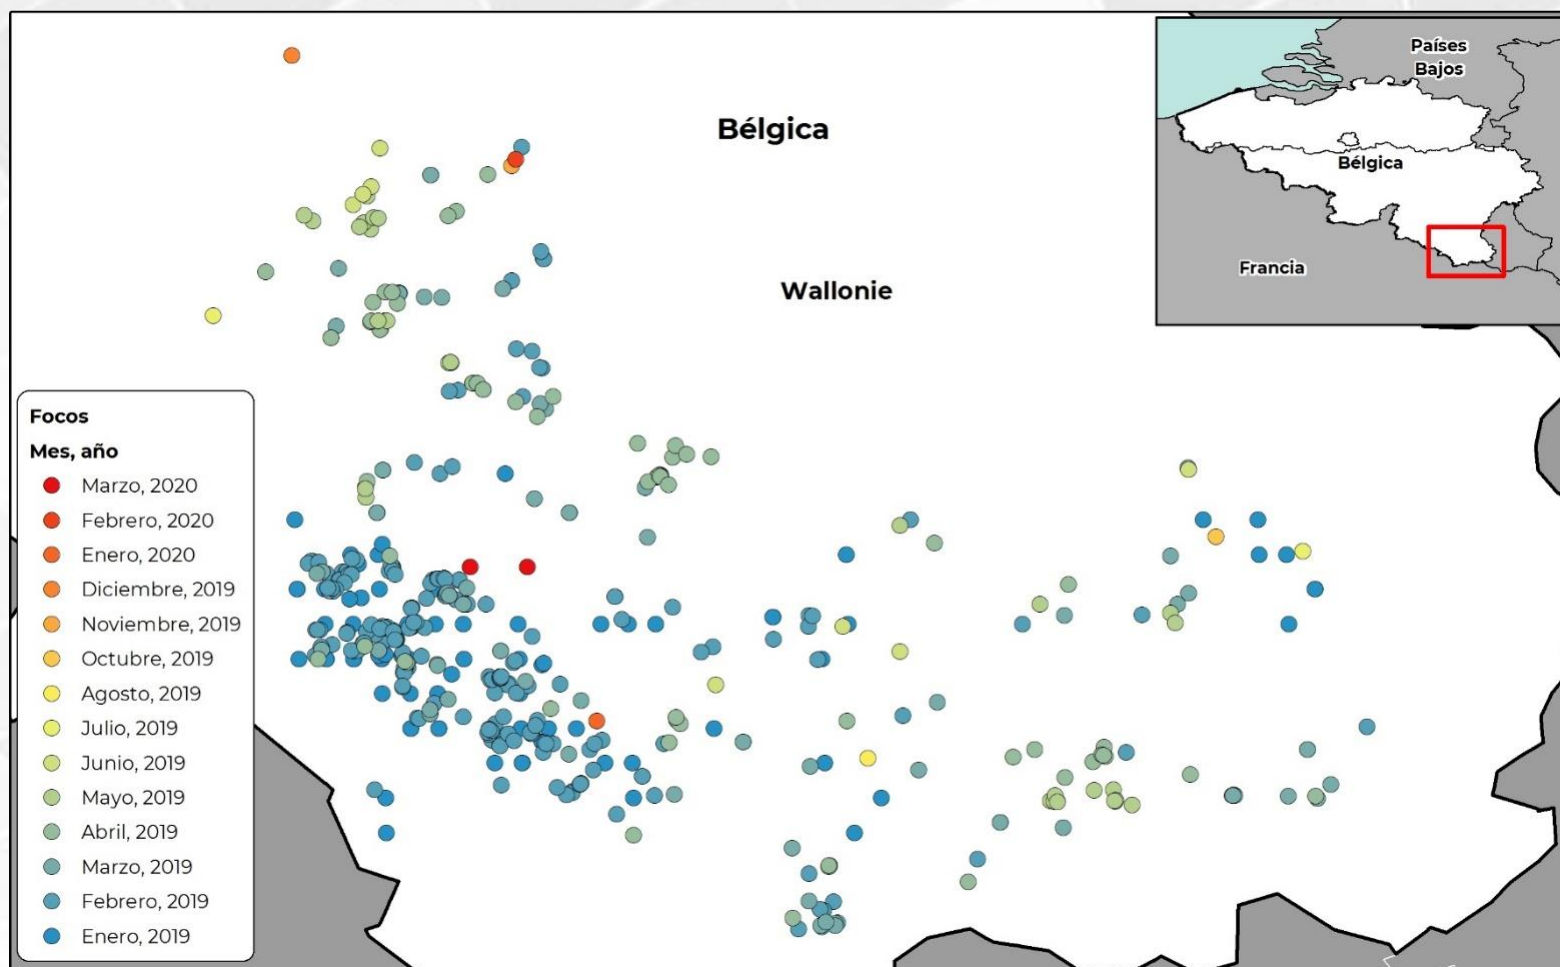 Bélgica
Wallonie
Países
Bajos
Bélgica
Francia
Focos
Mes, año
Marzo, 2020
Febrero, 2020
Enero, 2020
Diciembre, 2019
Noviembre, 2019
Octubre, 2019
Agosto, 2019
Julio, 2019
Junio, 2019
Mayo, 2019
Abril, 2019
Marzo, 2019
Febrero, 2019
Enero, 2019